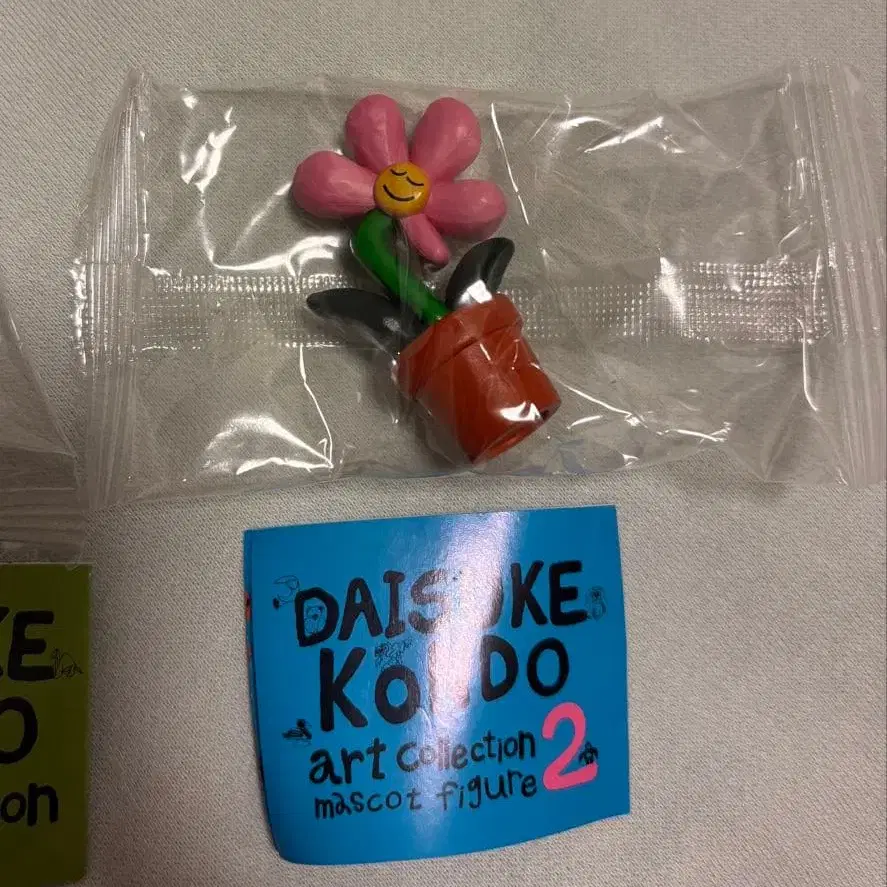 DAISUKE
KONDO
art collection 2
mascot figure
KE
O
on